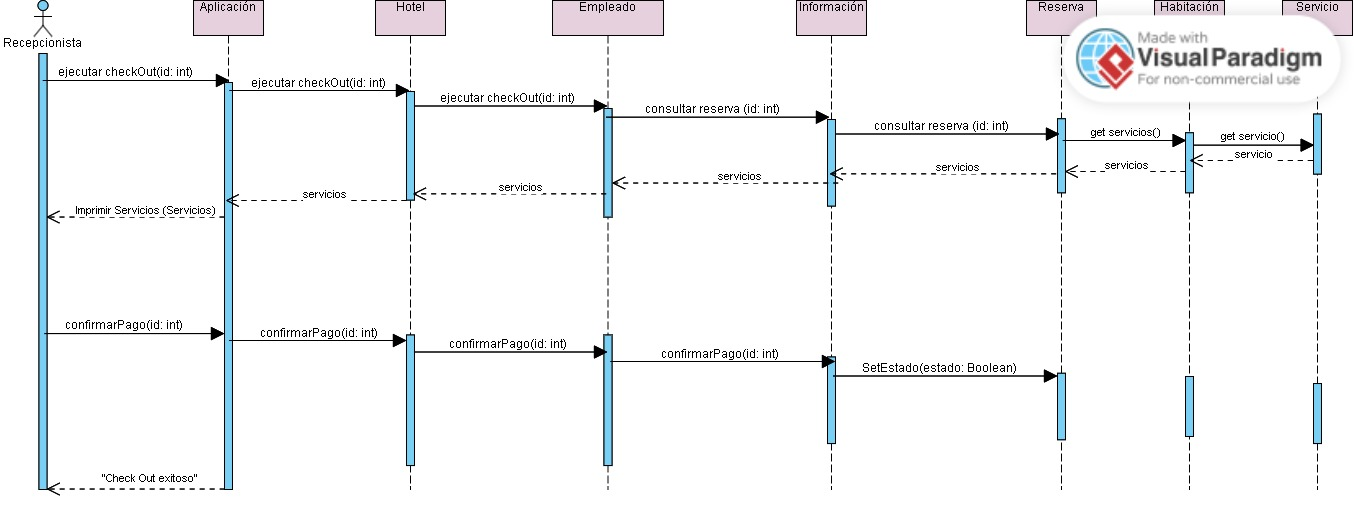 Aplicación
Hotel
Empleado
Información
Reserva
Habitación
Servicio
Recepcionista
Made with
Visual Paradigm
For non-commercial use
ejecutar checkOut(id: int)
ejecutar checkOut(id: int)
ejecutar checkOut(id: int)
consultar reserva (id: int)
consultar reserva (id: int)
get servicios()
get servicio()
servicio
servicios
servicios
servicios
servicios
servicios
Imprimir Servicios (Servicios)
confirmarPago(id: int)
confirmarPago(id: int)
confirmarPago(id: int)
confirmarPago(id: int)
SetEstado(estado: Boolean)
"Check Out exitoso"